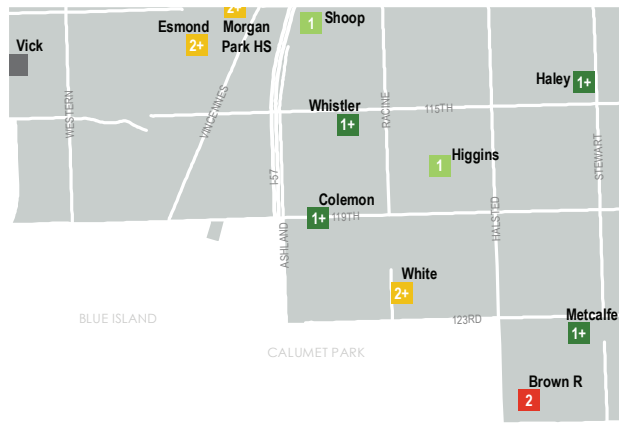 2+
Esmond
2+
Morgan
Park HS
1
Shoop
Vick
Haley
1+
WESTERN
VINCENNES
Whistler
1+
RACINE
115TH
Higgins
1
STEWART
I-57
Colemon
1+
119TH
HALSTED
ASHLAND
White
2+
BLUE ISLAND
123RD
Metcalfe
1+
CALUMET PARK
Brown R
2